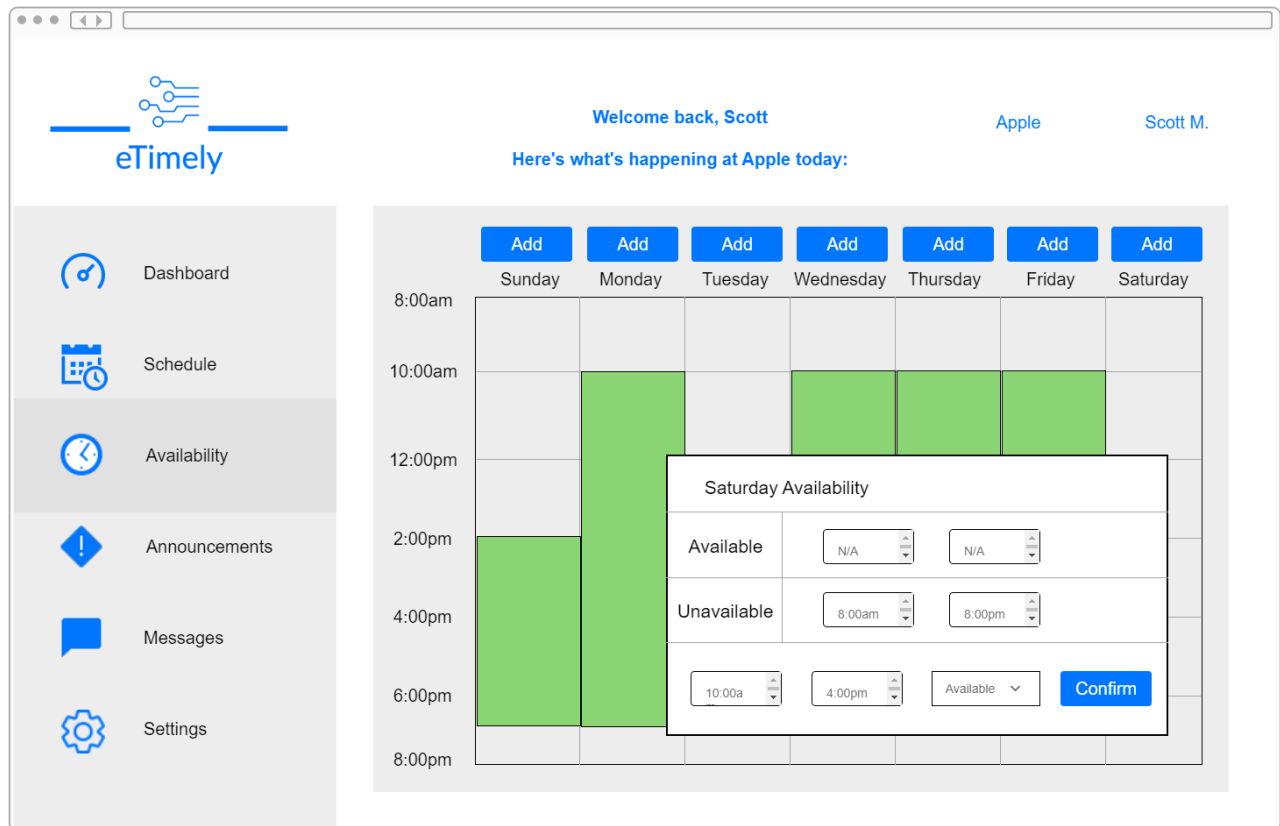 eTimely
Welcome back, Scott
Here's what's happening at Apple today:
Apple
Scott M.
Dashboard
Schedule
Availability
Announcements
Messages
Settings
Add Add Add Add Add Add Add
Sunday Monday Tuesday Wednesday Thursday Friday Saturday
8:00am
10:00am
12:00pm
2:00pm
4:00pm
6:00pm
8:00pm
Saturday Availability
Available N/A N/A
Unavailable 8:00am 8:00pm
10:00a 4:00pm Available Confirm